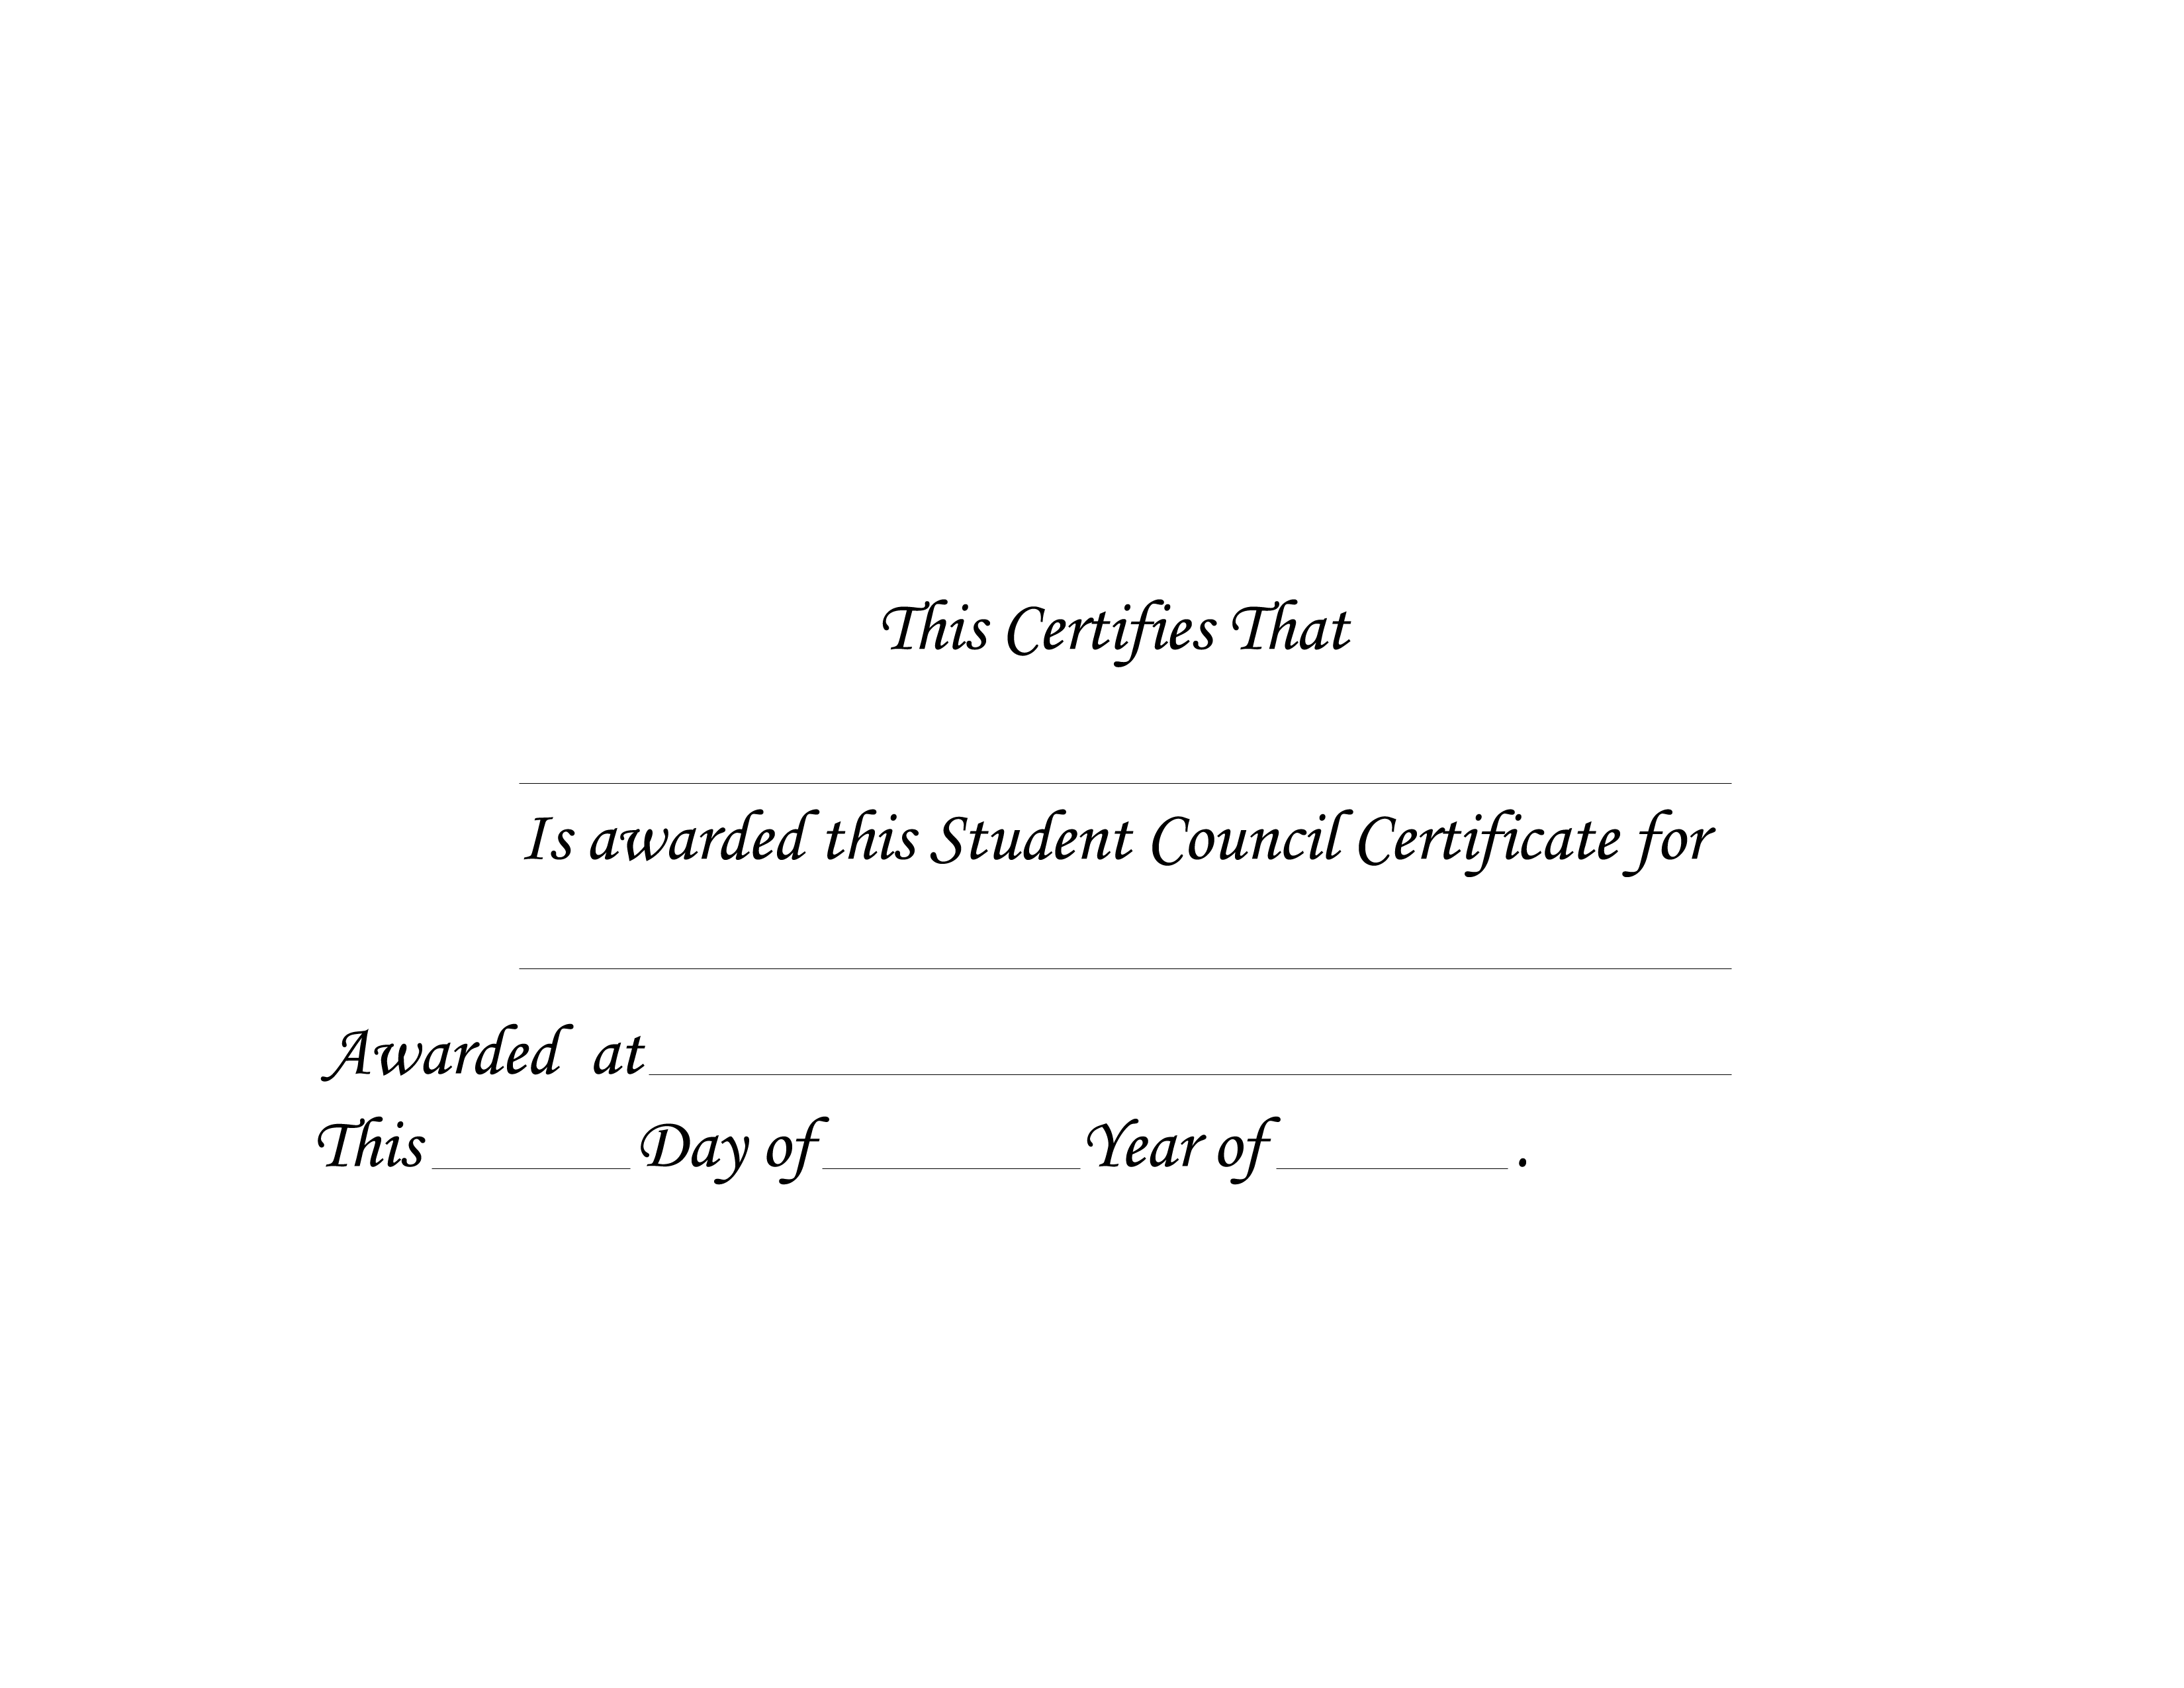 This Certifies That
Is awarded this Student Council Certificate for
Awarded at
This Day of Year of .